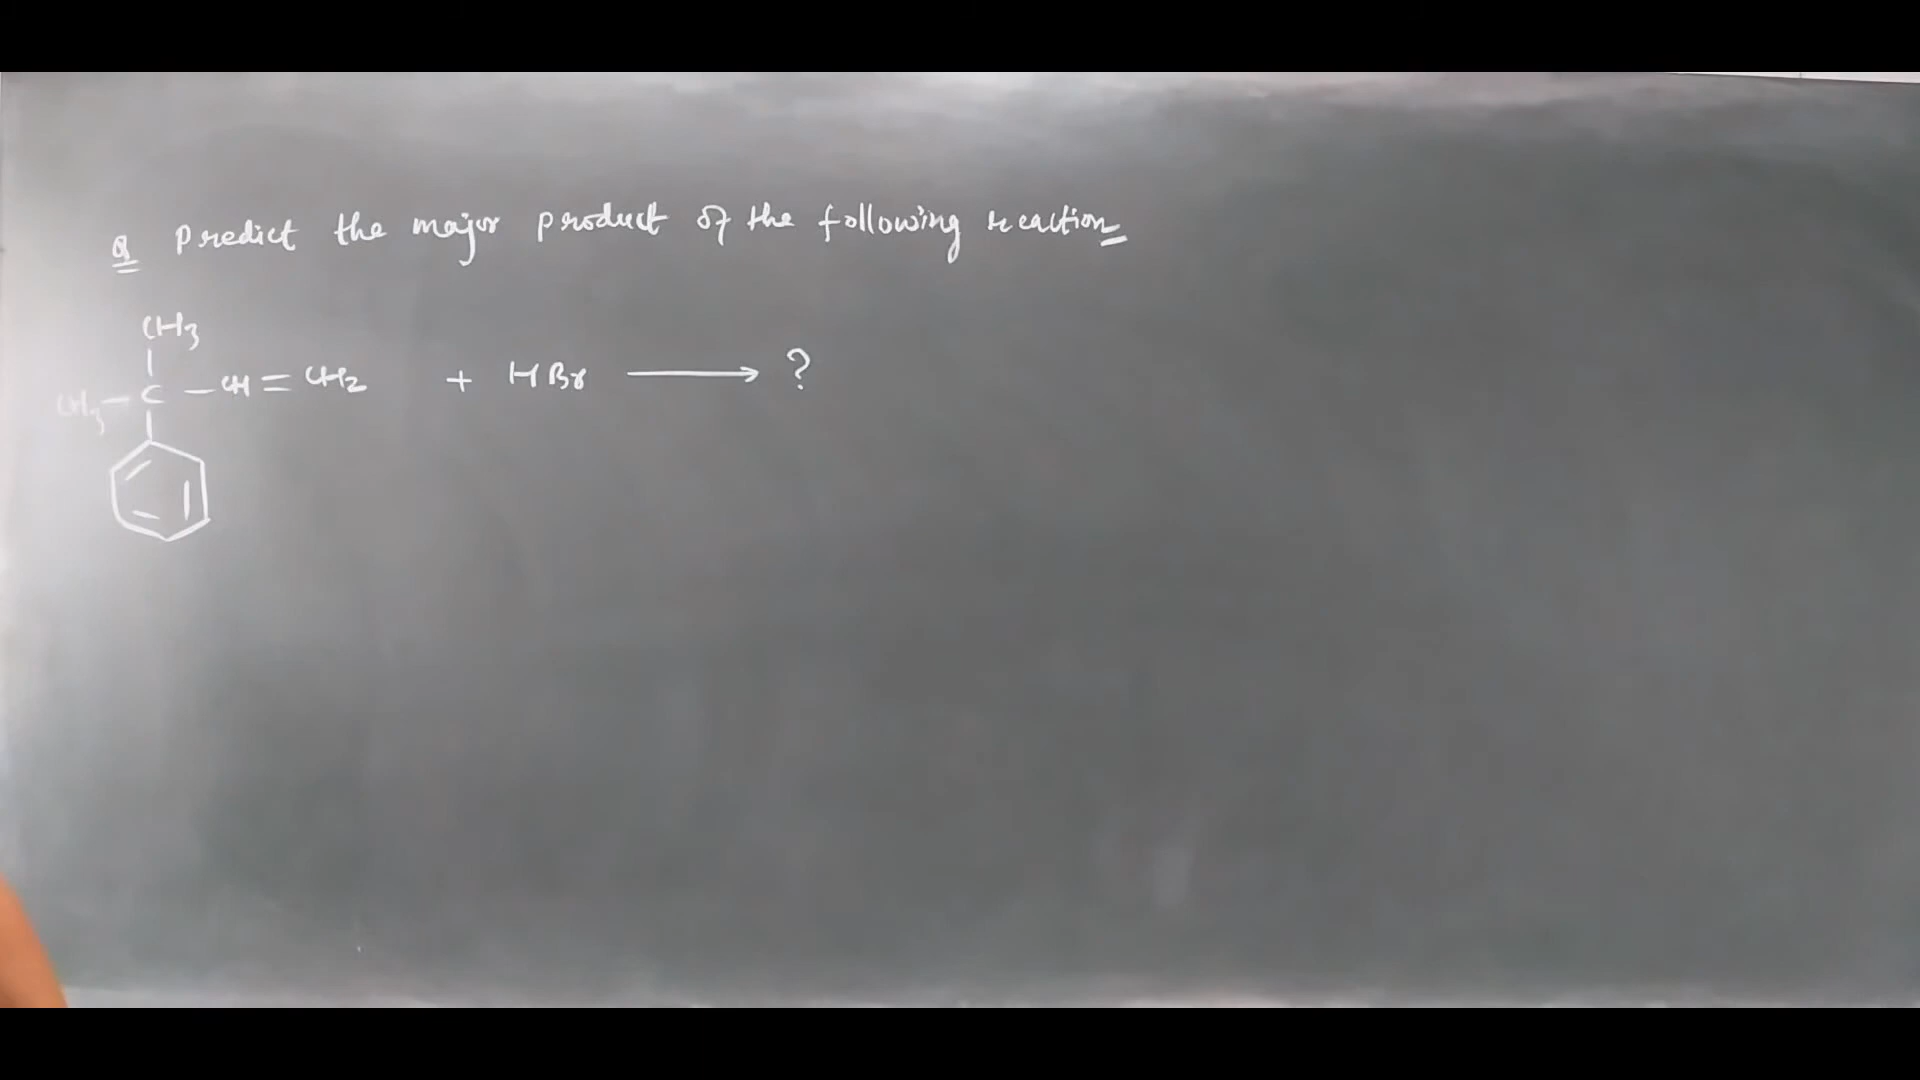 Q Predict the major product of the following reaction
CH3
CH3 - C - CH = CH2 + HBr ⟶ ?